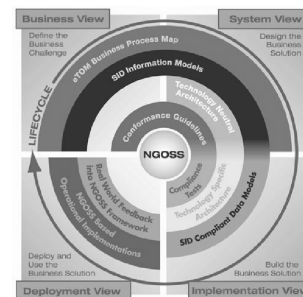 Business View
System View
Define the
Business
Challenge
Design the
Business
Solution
eTOM Business Process Map
SID Information Models
Technology Neutral
Architecture
Conformance Guidelines
LIFECYCLE
NGOSS
Compliance
Tests
Technology Specific
Architecture
SID Compliant Data Models
Real World Feedback
into NGOSS Framework
NGOSS Based
Operational Implementations
Deploy and
Use the
Business Solution
Build the
Business Solution
Deployment View
Implementation View